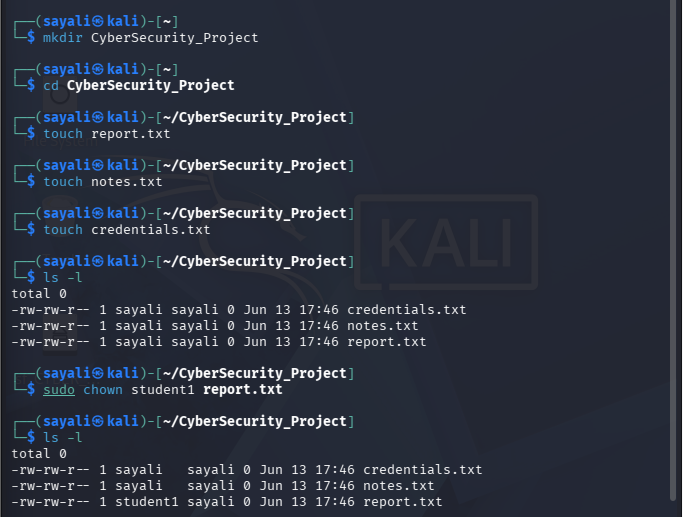 ┌──(sayali㉿kali)-[~]
└─$ mkdir CyberSecurity_Project
┌──(sayali㉿kali)-[~]
└─$ cd CyberSecurity_Project
┌──(sayali㉿kali)-[~/CyberSecurity_Project]
└─$ touch report.txt
┌──(sayali㉿kali)-[~/CyberSecurity_Project]
└─$ touch notes.txt
┌──(sayali㉿kali)-[~/CyberSecurity_Project]
└─$ touch credentials.txt
┌──(sayali㉿kali)-[~/CyberSecurity_Project]
└─$ ls -l
total 0
-rw-rw-r-- 1 sayali sayali 0 Jun 13 17:46 credentials.txt
-rw-rw-r-- 1 sayali sayali 0 Jun 13 17:46 notes.txt
-rw-rw-r-- 1 sayali sayali 0 Jun 13 17:46 report.txt
┌──(sayali㉿kali)-[~/CyberSecurity_Project]
└─$ sudo chown student1 report.txt
┌──(sayali㉿kali)-[~/CyberSecurity_Project]
└─$ ls -l
total 0
-rw-rw-r-- 1 sayali   sayali 0 Jun 13 17:46 credentials.txt
-rw-rw-r-- 1 sayali   sayali 0 Jun 13 17:46 notes.txt
-rw-rw-r-- 1 student1 sayali 0 Jun 13 17:46 report.txt
KALI